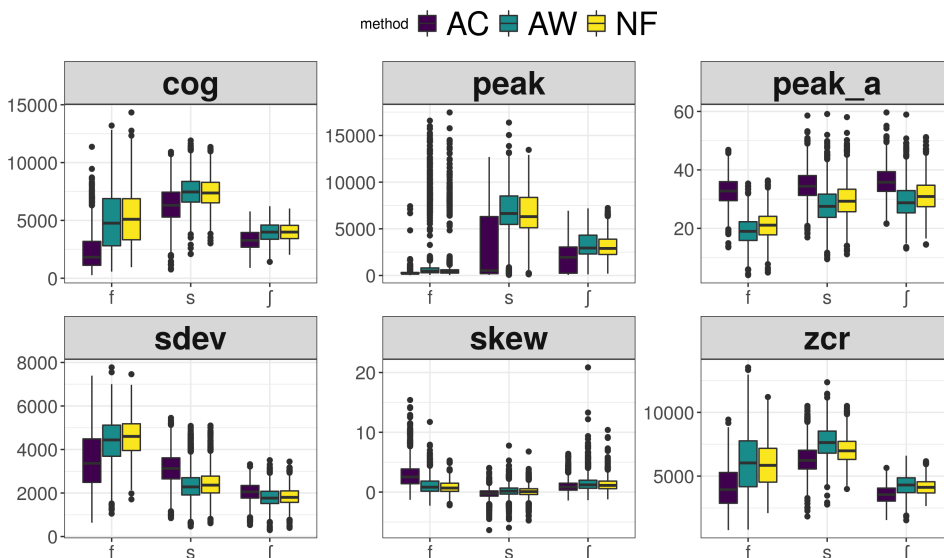 method AC AW NF
cog peak peak_a
15000
10000
5000
0
f s ʃ
15000
10000
5000
0
f s ʃ
60
40
20
f s ʃ
sdev skew zcr
8000
6000
4000
2000
0
f s ʃ
20
10
0
f s ʃ
10000
5000
f s ʃ